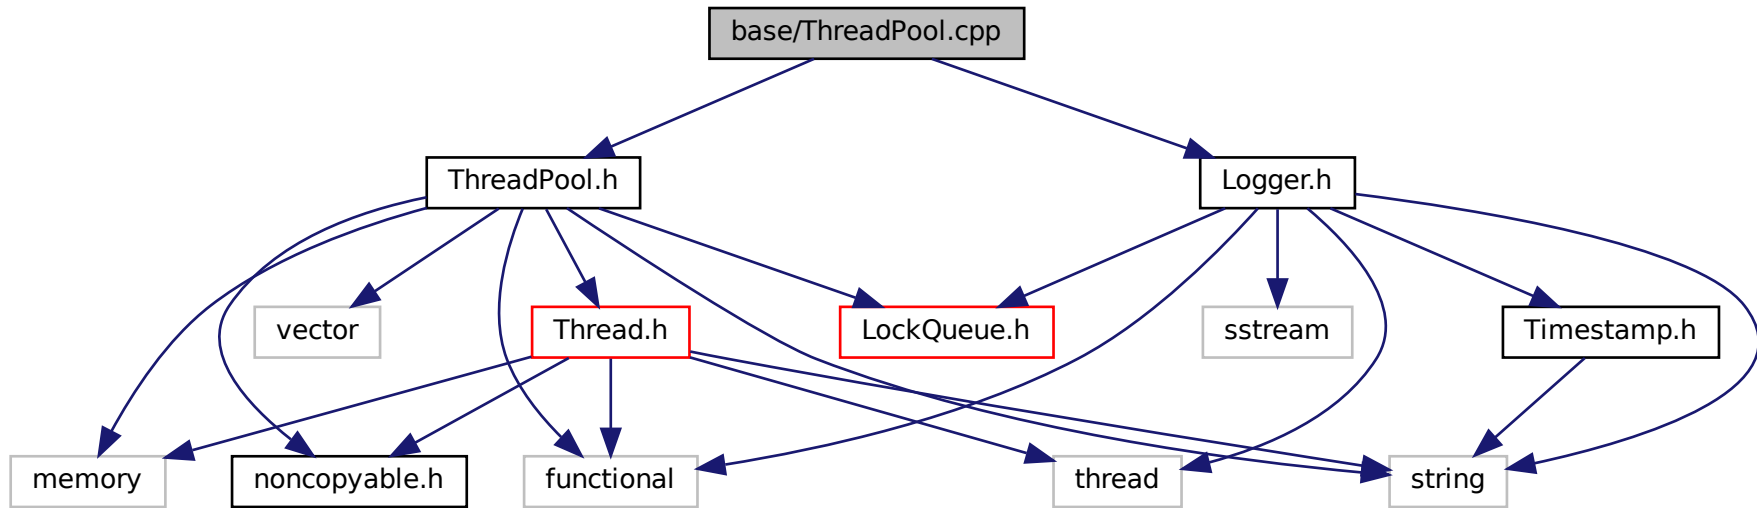 base/ThreadPool.cpp
ThreadPool.h
Logger.h
vector
Thread.h
LockQueue.h
sstream
Timestamp.h
memory
noncopyable.h
functional
thread
string